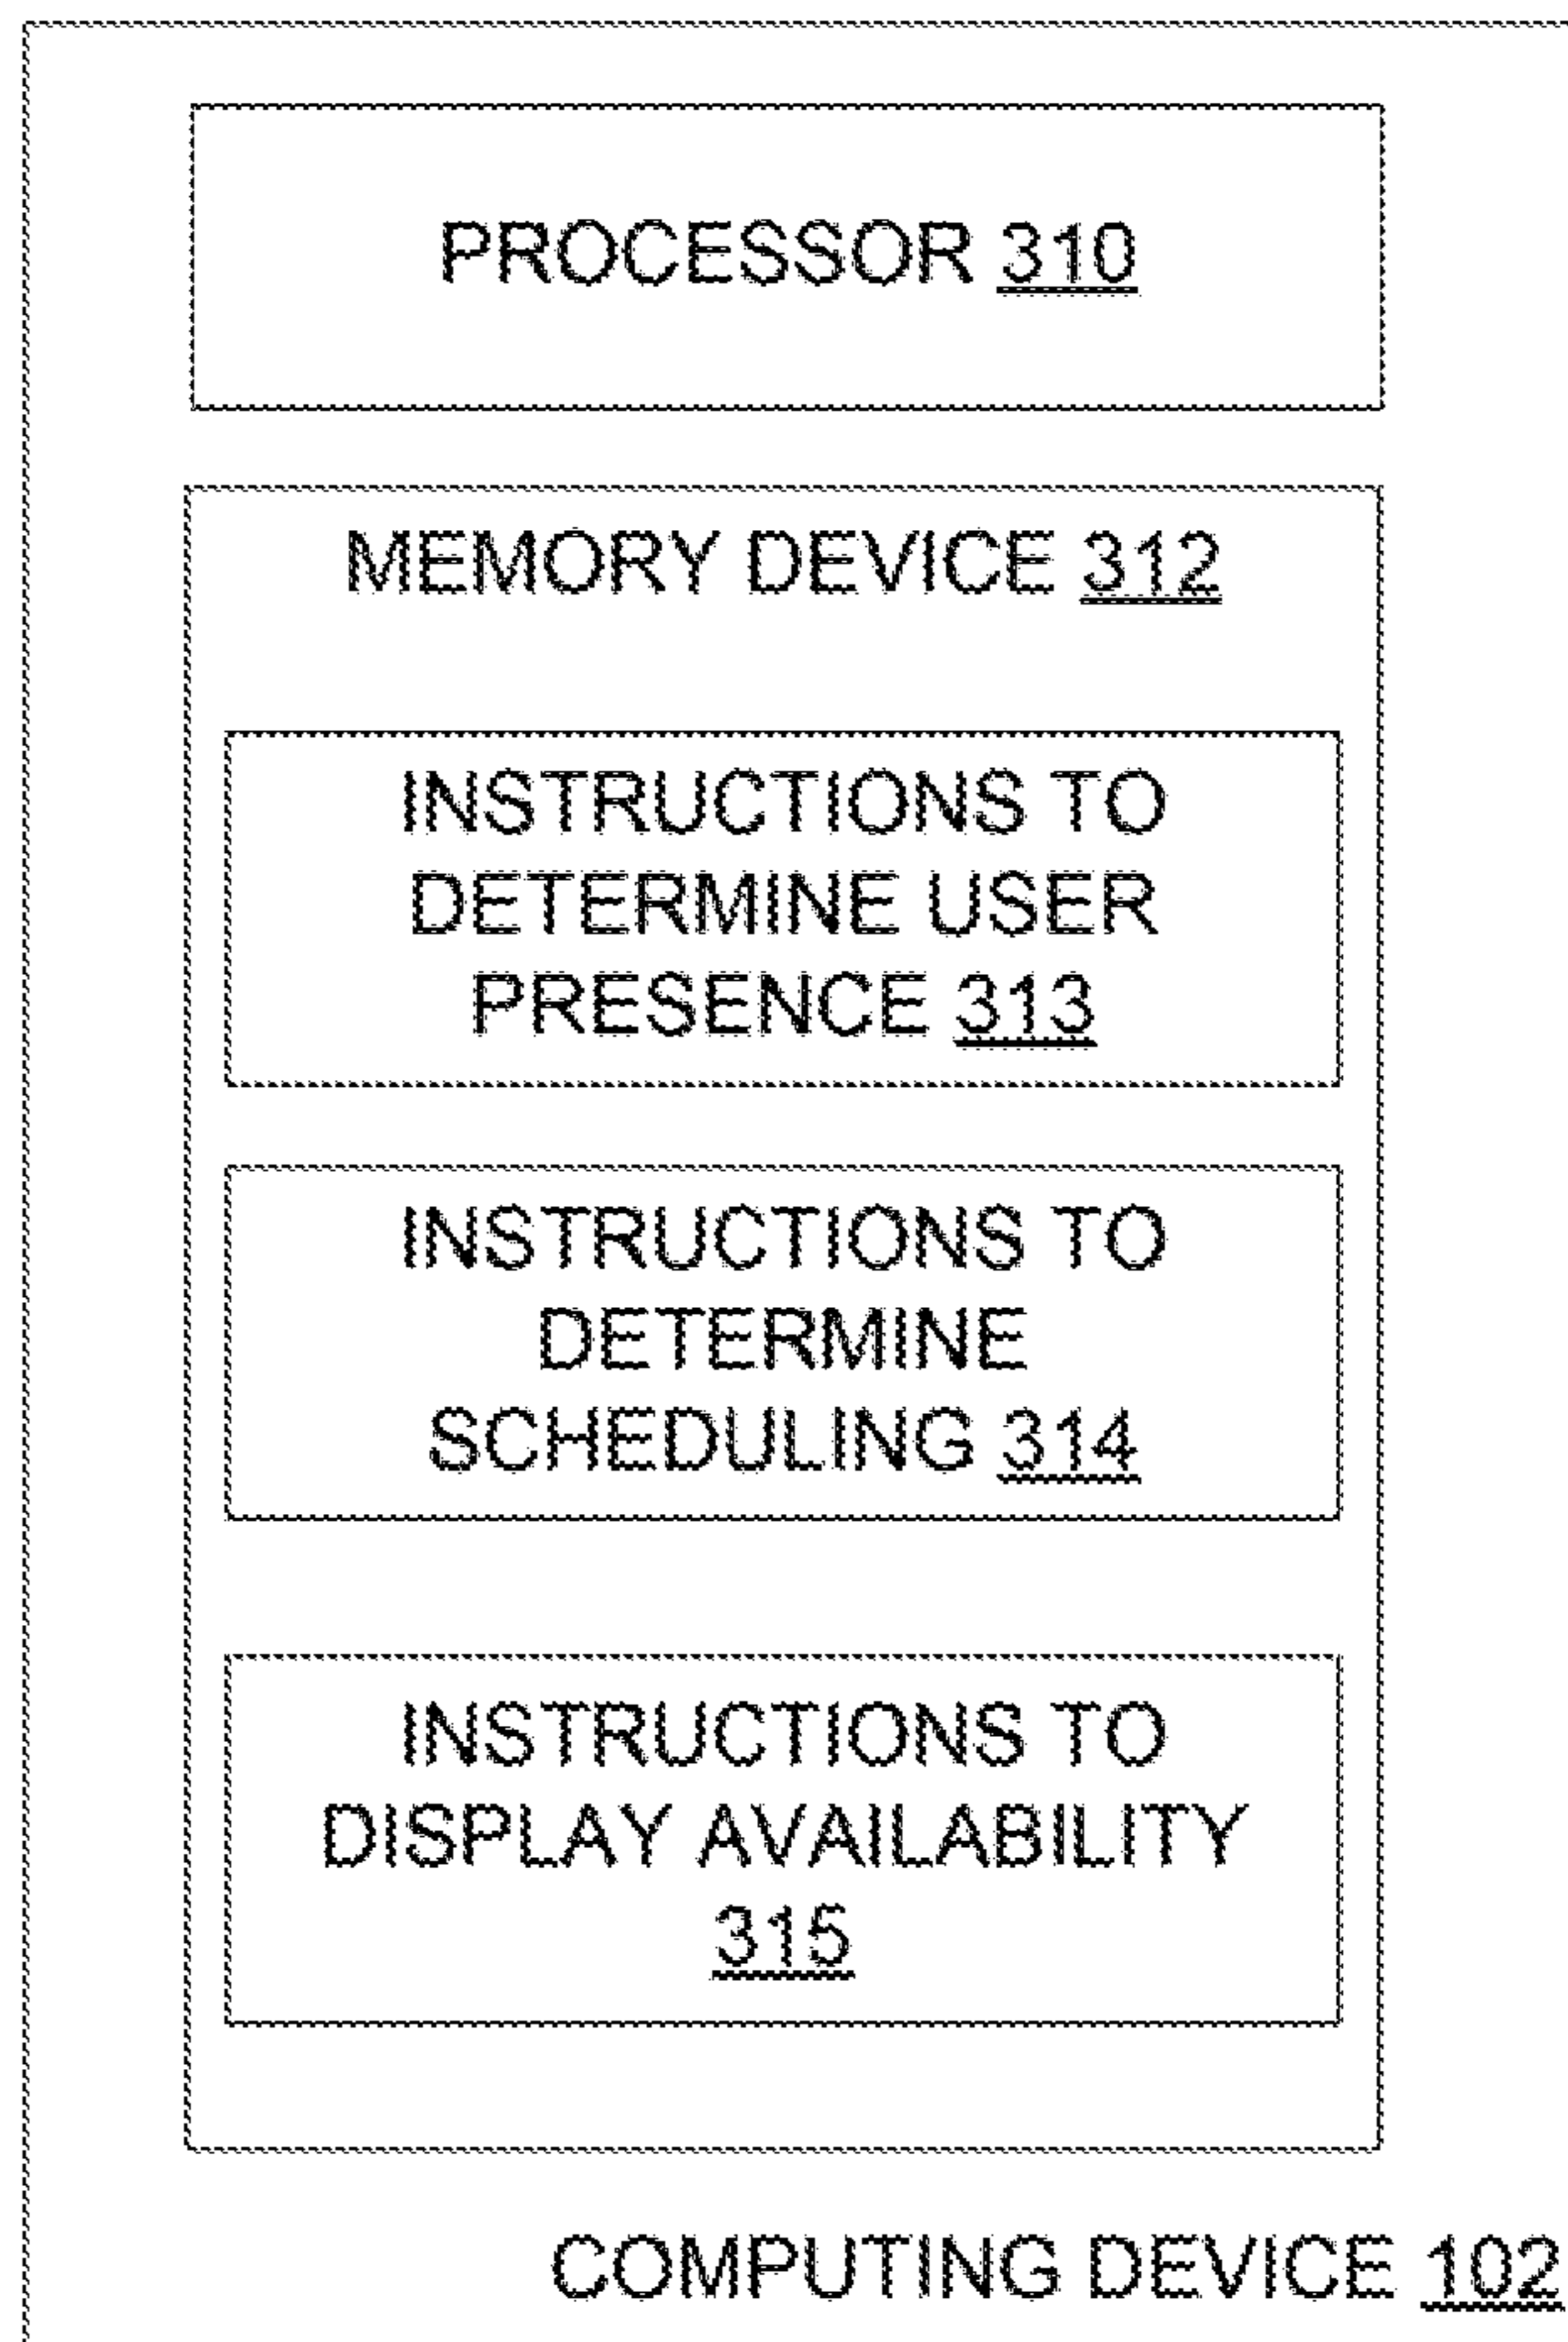 PROCESSOR 310
MEMORY DEVICE 312
INSTRUCTIONS TO
DETERMINE USER
PRESENCE 313
INSTRUCTIONS TO
DETERMINE
SCHEDULING 314
INSTRUCTIONS TO
DISPLAY AVAILABILITY
315
COMPUTING DEVICE 102